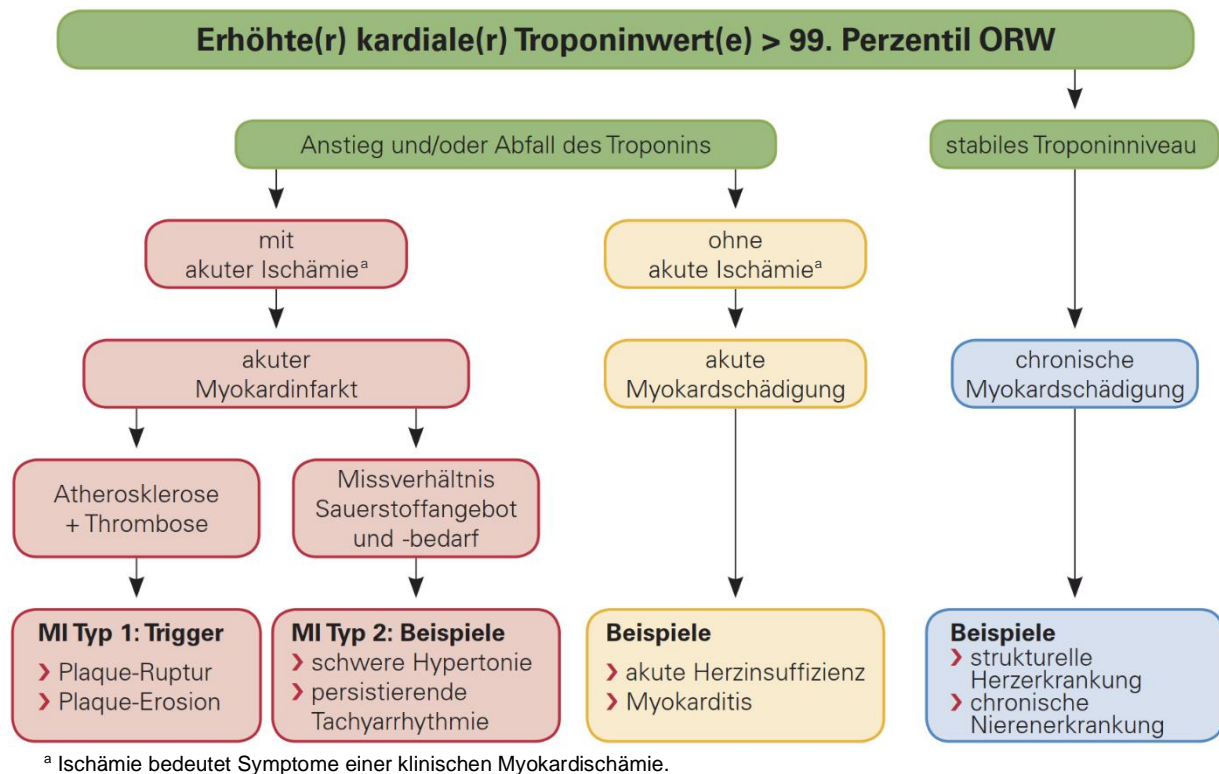 Erhöhte(r) kardiale(r) Troponinwert(e) > 99. Perzentil ORW
Anstieg und/oder Abfall des Troponins
stabiles Troponinniveau
mit
akuter Ischämieᵃ
ohne
akute Ischämieᵃ
akuter
Myokardinfarkt
akute
Myokardschädigung
chronische
Myokardschädigung
Atherosklerose
+ Thrombose
Missverhältnis
Sauerstoffangebot
und -bedarf
MI Typ 1: Trigger
❯ Plaque-Ruptur
❯ Plaque-Erosion
MI Typ 2: Beispiele
❯ schwere Hypertonie
❯ persistierende
Tachyarrhythmie
Beispiele
❯ akute Herzinsuffizienz
❯ Myokarditis
Beispiele
❯ strukturelle
Herzerkrankung
❯ chronische
Nierenerkrankung
ᵃ Ischämie bedeutet Symptome einer klinischen Myokardischämie.